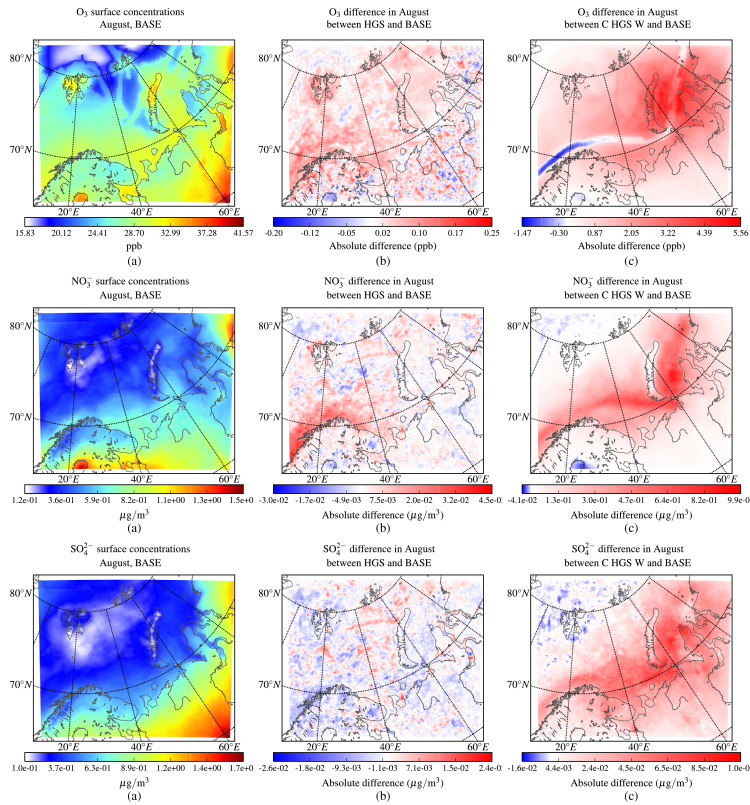 O₃ surface concentrations
August, BASE
O₃ difference in August
between HGS and BASE
O₃ difference in August
between C HGS W and BASE
80°N
70°N
20°E 40°E 60°E
80°N
70°N
20°E 40°E 60°E
80°N
70°N
20°E 40°E 60°E
15.83 20.12 24.41 28.70 32.99 37.28 41.57
ppb
(a)
-0.20 -0.12 -0.05 0.02 0.10 0.17 0.25
Absolute difference (ppb)
(b)
-1.47 -0.30 0.87 2.05 3.22 4.39 5.56
Absolute difference (ppb)
(c)
NO₃⁻ surface concentrations
August, BASE
NO₃⁻ difference in August
between HGS and BASE
NO₃⁻ difference in August
between C HGS W and BASE
80°N
70°N
20°E 40°E 60°E
80°N
70°N
20°E 40°E 60°E
80°N
70°N
20°E 40°E 60°E
1.2e-01 3.6e-01 6.1e-01 8.5e-01 1.1e+00 1.3e+00 1.5e+0
µg/m³
(a)
-3.0e-02 -1.7e-02 -4.9e-03 7.5e-03 2.0e-02 3.2e-02 4.5e-0
Absolute difference (µg/m³)
(b)
-4.1e-0 1.3e-01 3.0e-01 4.7e-01 6.4e-01 8.2e-01 9.9e-0
Absolute difference (µg/m³)
(c)
SO₄²⁻ surface concentrations
August, BASE
SO₄²⁻ difference in August
between HGS and BASE
SO₄²⁻ difference in August
between C HGS W and BASE
80°N
70°N
20°E 40°E 60°E
80°N
70°N
20°E 40°E 60°E
80°N
70°N
20°E 40°E 60°E
1.0e-01 3.7e-01 6.3e-01 8.9e-01 1.1e+00 1.4e+00 1.7e+0
µg/m³
(a)
-2.6e-02 -1.8e-02 -9.4e-03 -1.1e-03 7.1e-03 1.5e-02 2.4e-0
Absolute difference (µg/m³)
(b)
-1.6e-02 4.4e-03 2.4e-02 4.5e-02 6.5e-02 8.5e-02 1.0e-0
Absolute difference (µg/m³)
(c)